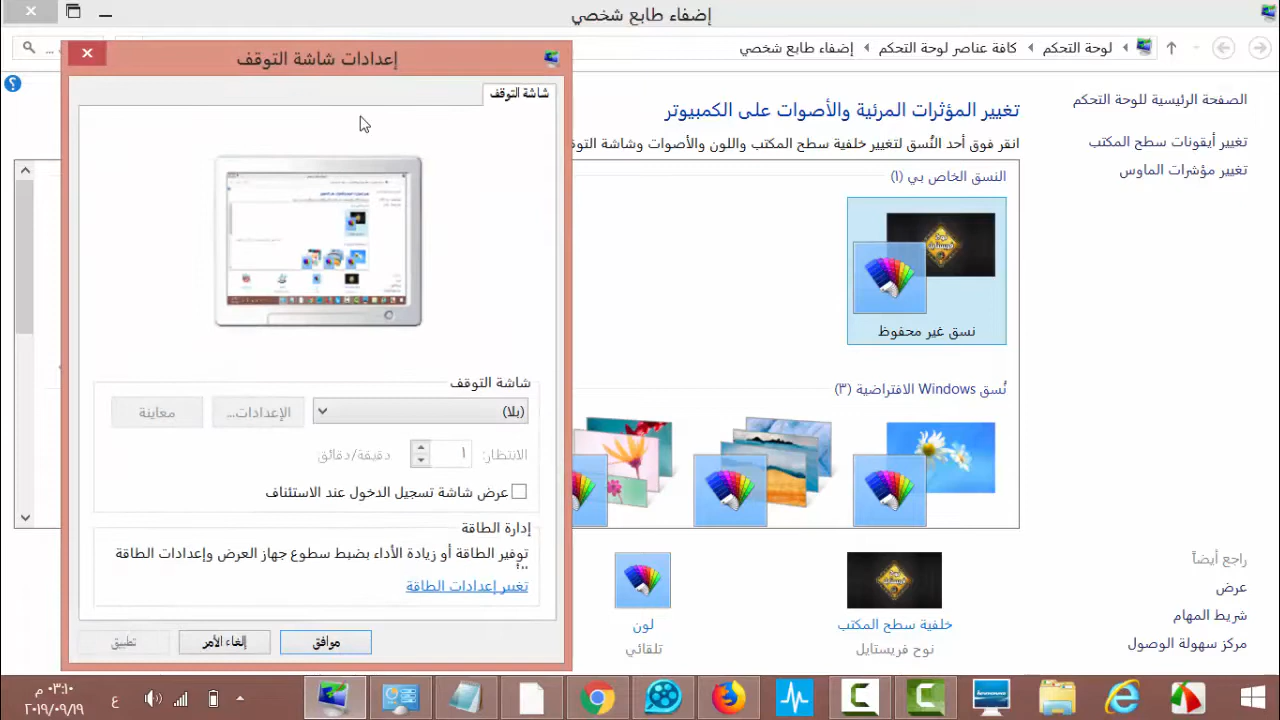 إضفاء طابع شخصي
لوحة التحكم
كافة عناصر لوحة التحكم
إضفاء طابع شخصي
...
الصفحة الرئيسية للوحة التحكم
تغيير أيقونات سطح المكتب
تغيير مؤشرات الماوس
تغيير المؤثرات المرئية والأصوات على الكمبيوتر
انقر فوق أحد النُسق لتغيير خلفية سطح المكتب واللون والأصوات وشاشة
النسق الخاص بي (١)
نسق غير محفوظ
نُسق Windows الافتراضية (٣)
خلفية سطح المكتب
نوح فريستايل
لون
تلقائي
راجع أيضاً
عرض
شريط المهام
مركز سهولة الوصول
إعدادات شاشة التوقف
شاشة التوقف
شاشة التوقف
(بلا)
الإعدادات...
معاينة
الانتظار:
١
دقيقة/دقائق
عرض شاشة تسجيل الدخول عند الاستئناف
إدارة الطاقة
توفير الطاقة أو زيادة الأداء بضبط سطوع جهاز العرض وإعدادات الطاقة
تغيير إعدادات الطاقة
موافق
إلغاء الأمر
تطبيق
ع
٠٣:١٠ م
٢٠١٩/٠٩/١٩